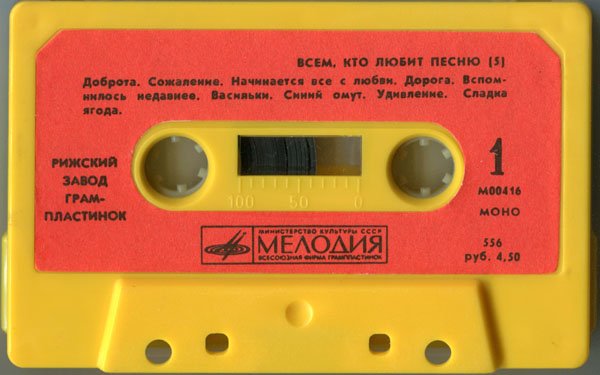 ВСЕМ, КТО ЛЮБИТ ПЕСНЮ (5)
Доброта. Сожаление. Начинается все с любви. Дорога. Вспом-
нилось недавнее. Васильки. Синий омут. Удивление. Сладка
ягода.
РИЖСКИЙ
ЗАВОД
ГРАМ-
ПЛАСТИНОК
1
М00416
МОНО
100 50 0
МИНИСТЕРСТВО КУЛЬТУРЫ СССР
МЕЛОДИЯ
ВСЕСОЮЗНАЯ ФИРМА ГРАМПЛАСТИНОК
556
руб. 4,50